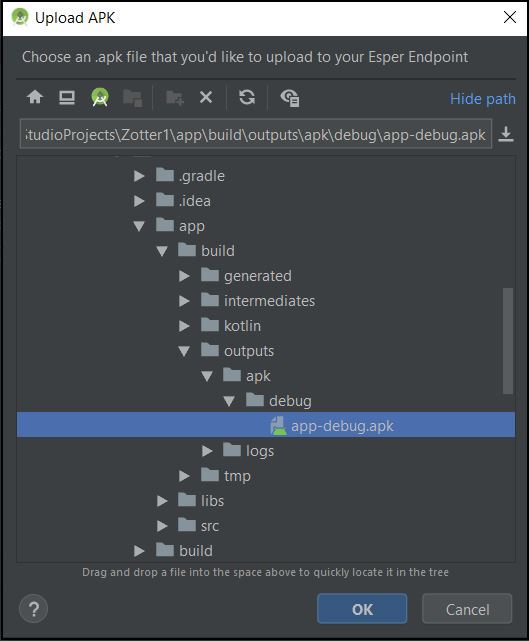 Upload APK
Choose an .apk file that you'd like to upload to your Esper Endpoint
Hide path
tudioProjects\Zotter1\app\build\outputs\apk\debug\app-debug.apk
.gradle
.idea
app
build
generated
intermediates
kotlin
outputs
apk
debug
app-debug.apk
logs
tmp
libs
src
build
Drag and drop a file into the space above to quickly locate it in the tree
?
OK
Cancel